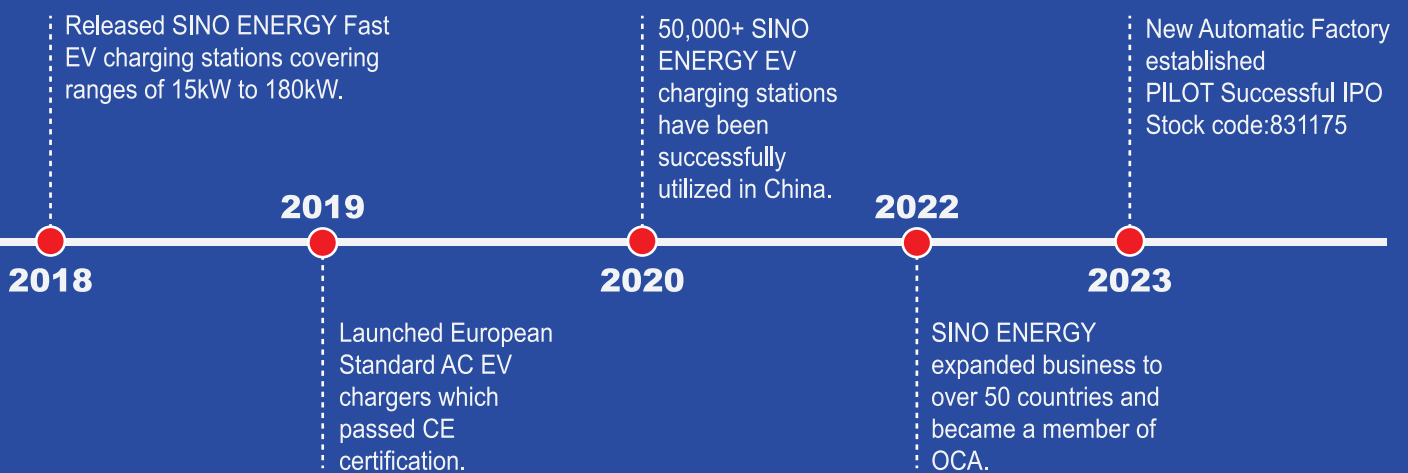 Released SINO ENERGY Fast
EV charging stations covering
ranges of 15kW to 180kW.
2018
2019
Launched European
Standard AC EV
chargers which
passed CE
certification.
50,000+ SINO
ENERGY EV
charging stations
have been
successfully
utilized in China.
2020
2022
SINO ENERGY
expanded business to
over 50 countries and
became a member of
OCA.
New Automatic Factory
established
PILOT Successful IPO
Stock code:831175
2023